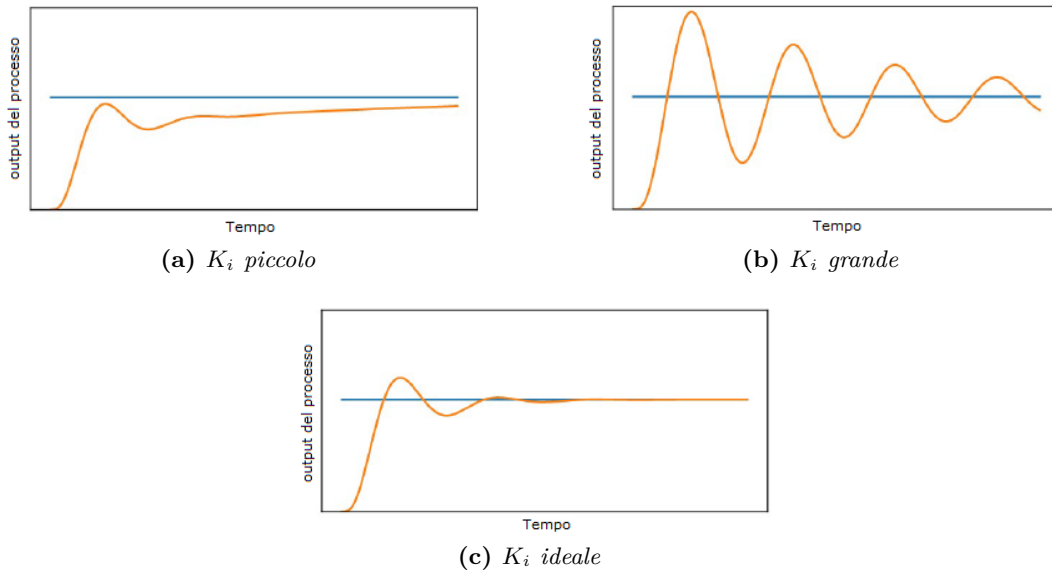 output del processo
Tempo
(a) K_i piccolo
output del processo
Tempo
(b) K_i grande
output del processo
Tempo
(c) K_i ideale